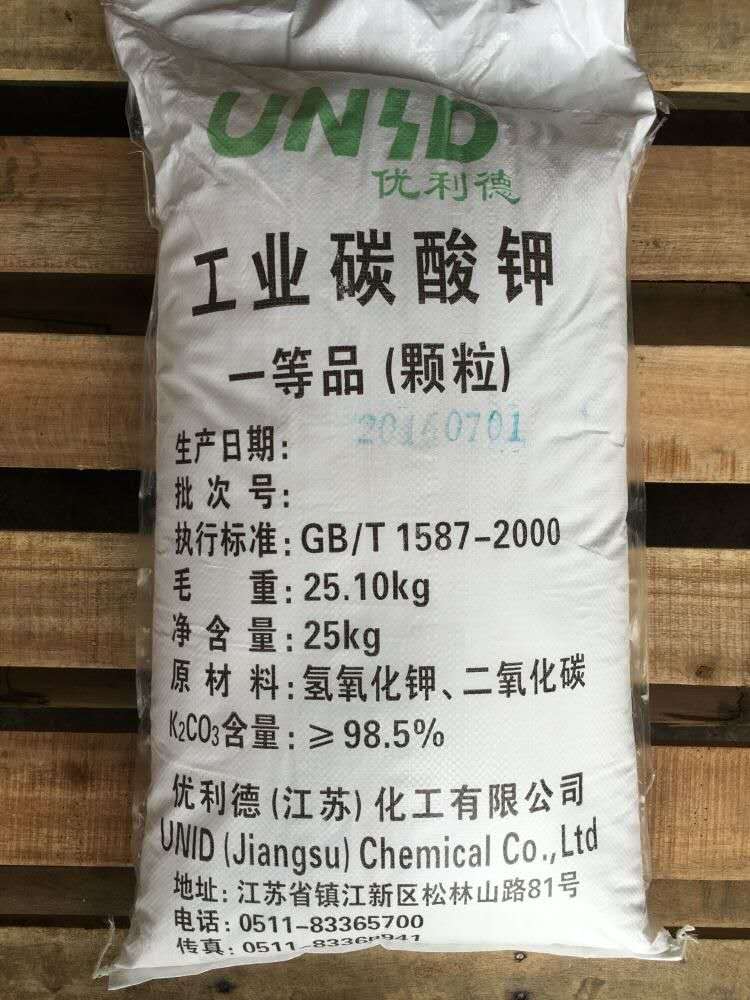 UNID
优利德
工业碳酸钾
一等品(颗粒)
生产日期: 20160701
批次号:
执行标准: GB/T 1587-2000
毛重: 25.10kg
净含量: 25kg
原材料: 氢氧化钾、二氧化碳
K₂CO₃含量: ≥98.5%
优利德(江苏)化工有限公司
UNID (Jiangsu) Chemical Co., Ltd
地址: 江苏省镇江新区松林山路81号
电话: 0511-83365700
传真: